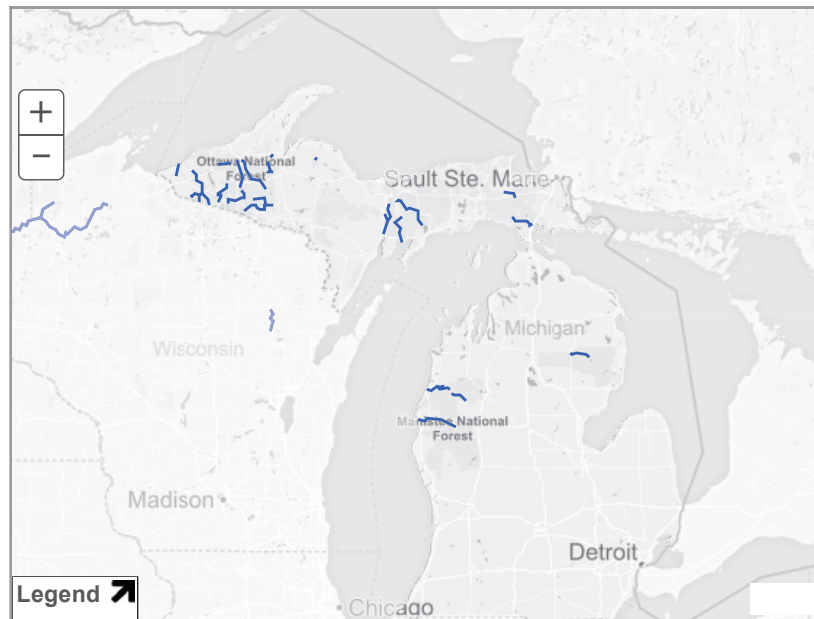 +
−
Ottawa National
Forest
Sault Ste. Marie
Michigan
Wisconsin
Manistee National
Forest
Madison
Detroit
Chicago
Legend